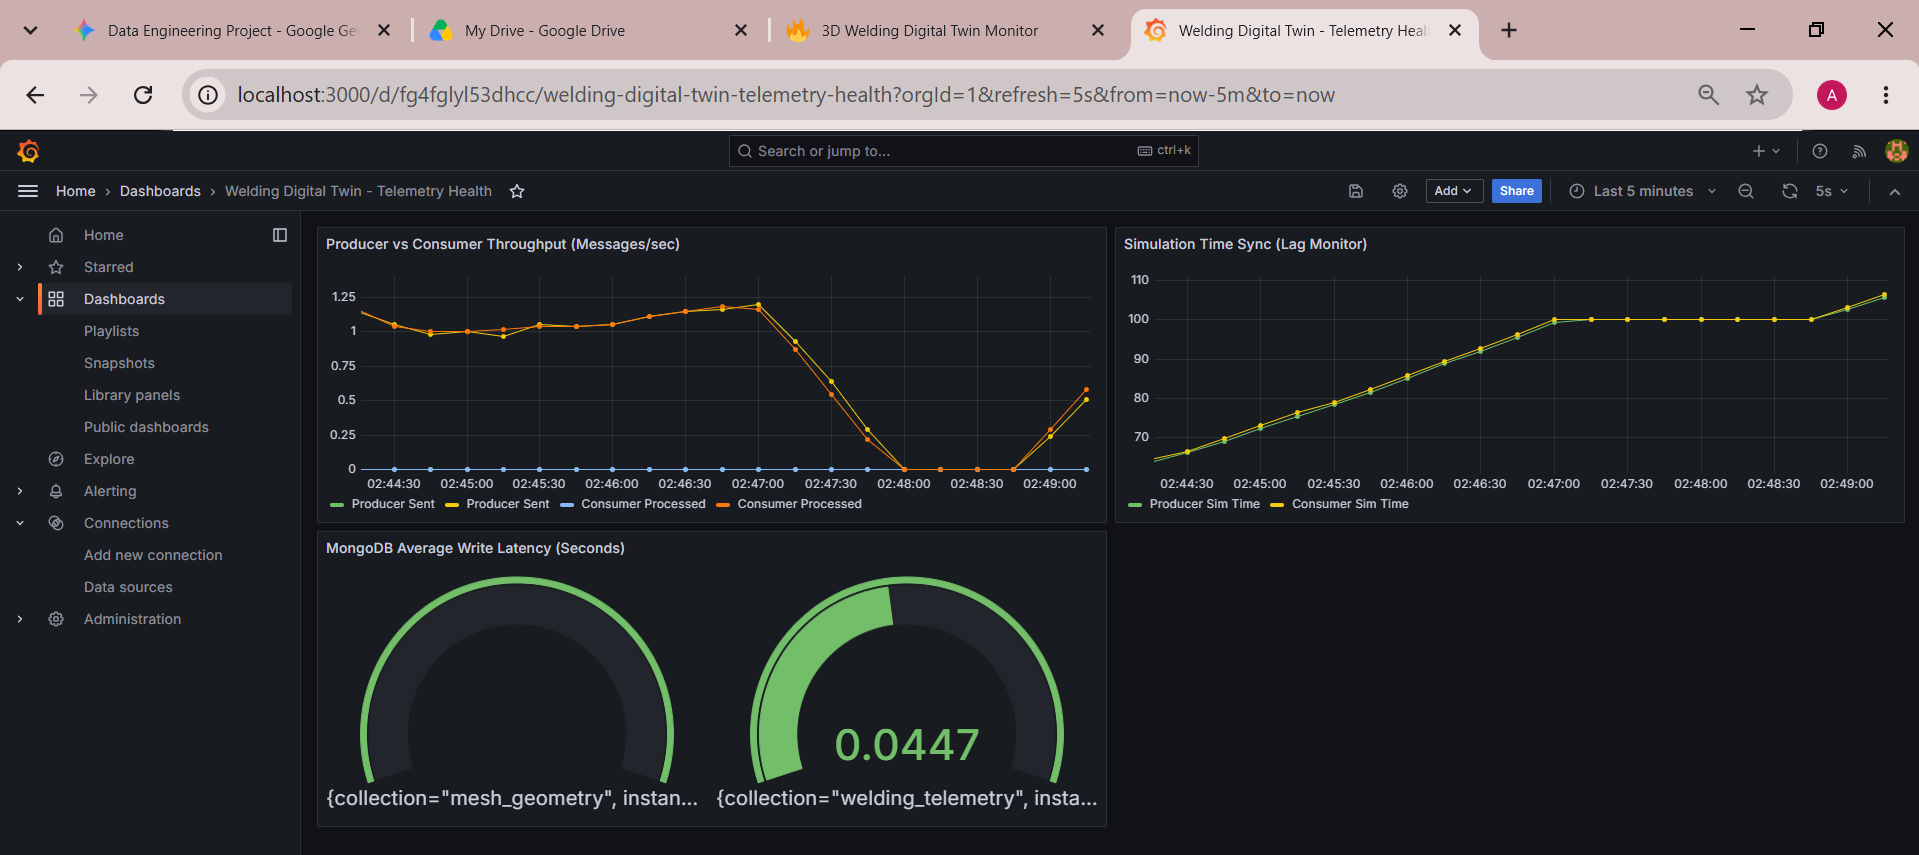 Data Engineering Project - Google Ge
My Drive - Google Drive
3D Welding Digital Twin Monitor
Welding Digital Twin - Telemetry Heal
localhost:3000/d/fg4fglyl53dhcc/welding-digital-twin-telemetry-health?orgId=1&refresh=5s&from=now-5m&to=now
A
Search or jump to...
ctrl+k
Home › Dashboards › Welding Digital Twin - Telemetry Health
Add
Share
Last 5 minutes
5s
Home
Starred
Dashboards
Playlists
Snapshots
Library panels
Public dashboards
Explore
Alerting
Connections
Add new connection
Data sources
Administration
Producer vs Consumer Throughput (Messages/sec)
1.25
1
0.75
0.5
0.25
0
02:44:30 02:45:00 02:45:30 02:46:00 02:46:30 02:47:00 02:47:30 02:48:00 02:48:30 02:49:00
Producer Sent Producer Sent Consumer Processed Consumer Processed
Simulation Time Sync (Lag Monitor)
110
100
90
80
70
02:44:30 02:45:00 02:45:30 02:46:00 02:46:30 02:47:00 02:47:30 02:48:00 02:48:30 02:49:00
Producer Sim Time Consumer Sim Time
MongoDB Average Write Latency (Seconds)
0.0447
{collection="mesh_geometry", instan...
{collection="welding_telemetry", insta...